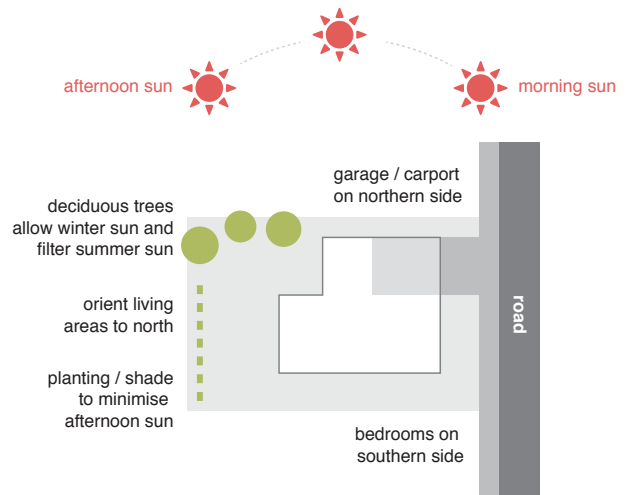 afternoon sun
morning sun
garage / carport
on northern side
deciduous trees
allow winter sun and
filter summer sun
orient living
areas to north
road
planting / shade
to minimise
afternoon sun
bedrooms on
southern side